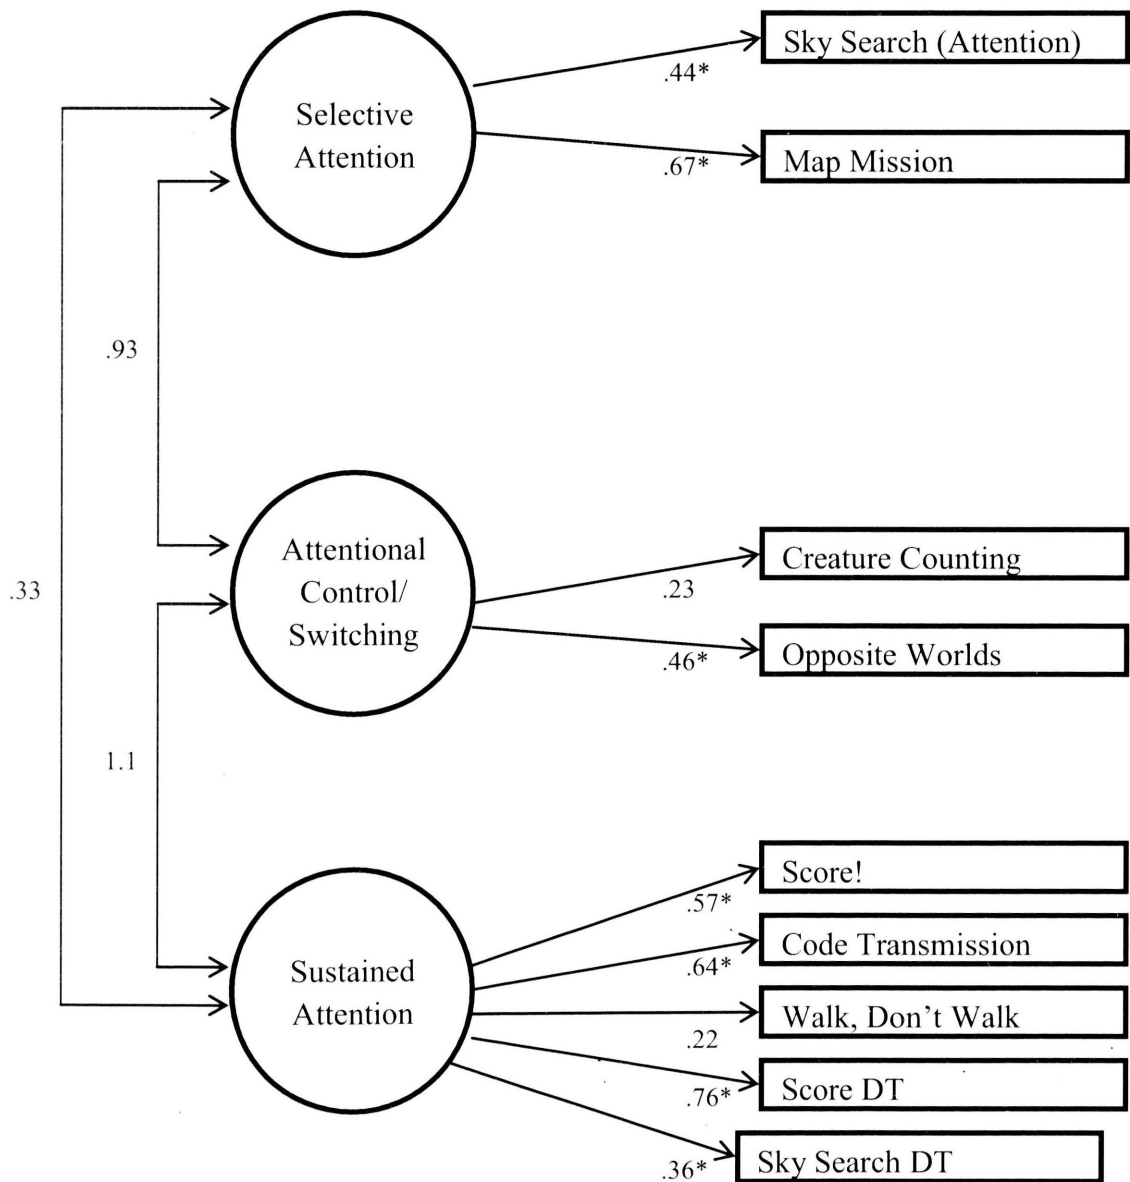 Sky Search (Attention)
.44*
Selective
Attention
.67*
Map Mission
.93
Attentional
Control/
Switching
Creature Counting
.23
.33
.46*
Opposite Worlds
1.1
Score!
.57*
Code Transmission
.64*
Sustained
Attention
Walk, Don't Walk
.22
.76*
Score DT
.36*
Sky Search DT